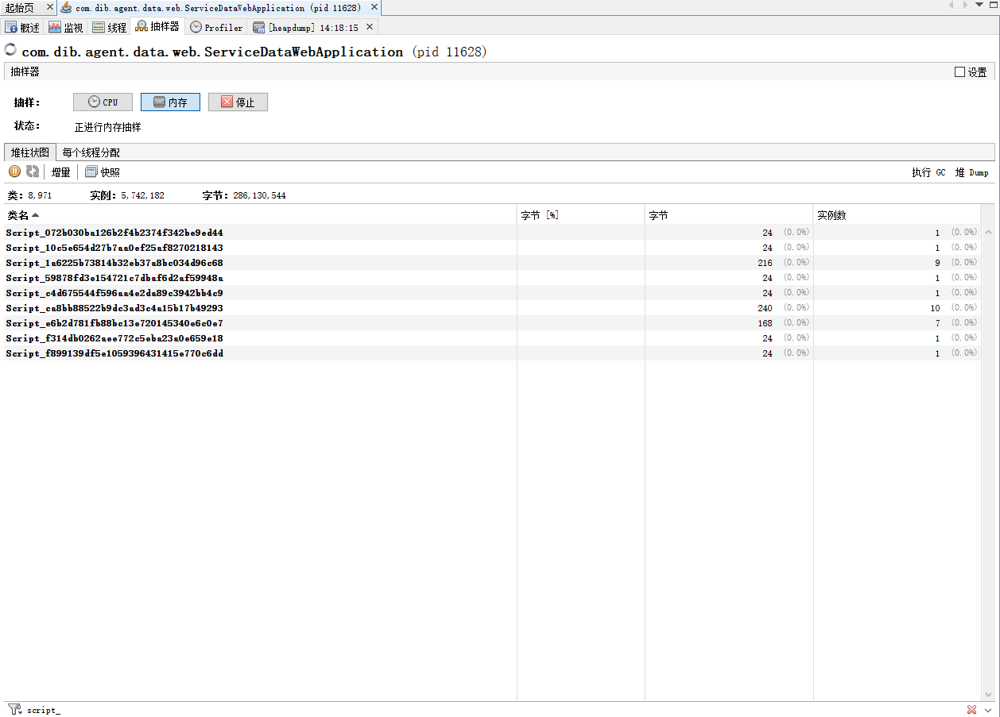 起始页 com.dib.agent.data.web.ServiceDataWebApplication (pid 11628)
概述 监视 线程 抽样器 Profiler [heapdump] 14:18:15
com.dib.agent.data.web.ServiceDataWebApplication (pid 11628)
抽样器 设置
抽样: CPU 内存 停止
状态: 正进行内存抽样
堆柱状图 每个线程分配
增量 快照 执行 GC 堆 Dump
类: 8,971 实例: 5,742,182 字节: 286,130,544
类名 字节 [%] 字节 实例数
Script_072b030ba126b2f4b2374f342be9ed44 24 (0.0%) 1 (0.0%)
Script_10c5e654d27b7aa0ef25af8270218143 24 (0.0%) 1 (0.0%)
Script_1a6225b73814b32eb37a8bc034d96c68 216 (0.0%) 9 (0.0%)
Script_59878fd3e154721c7dbaf6d2af59948a 24 (0.0%) 1 (0.0%)
Script_c4d675544f596aa4e2da89c3942bb4c9 24 (0.0%) 1 (0.0%)
Script_ca8bb88522b9dc3ad3c4a15b17b49293 240 (0.0%) 10 (0.0%)
Script_e6b2d781fb88bc13e720145340e6c0e7 168 (0.0%) 7 (0.0%)
Script_f314db0262aee772c5eba23a0e659e18 24 (0.0%) 1 (0.0%)
Script_f899139df5e1059396431415e770c6dd 24 (0.0%) 1 (0.0%)
script_